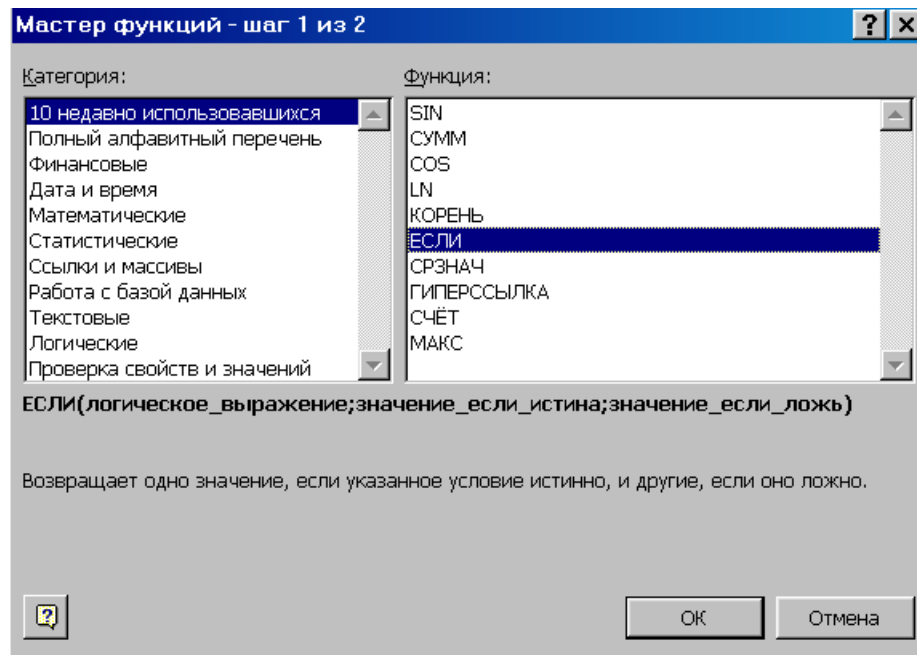 Мастер функций - шаг 1 из 2
Категория:
10 недавно использовавшихся
Полный алфавитный перечень
Финансовые
Дата и время
Математические
Статистические
Ссылки и массивы
Работа с базой данных
Текстовые
Логические
Проверка свойств и значений
Функция:
SIN
СУММ
COS
LN
КОРЕНЬ
ЕСЛИ
СРЗНАЧ
ГИПЕРССЫЛКА
СЧЁТ
МАКС
ЕСЛИ(логическое_выражение;значение_если_истина;значение_если_ложь)
Возвращает одно значение, если указанное условие истинно, и другие, если оно ложно.
ОК
Отмена